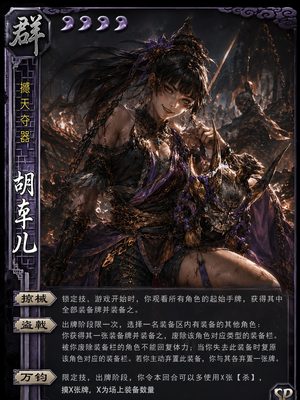 群
撼天夺器
胡车儿
掠械
锁定技，游戏开始时，你观看所有角色的起始手牌，获得其中
全部装备牌并装备之。
盗戟
出牌阶段限一次，选择一名装备区内有装备的其他角色：
你获得其一张装备牌并装备之，废除该角色对应类型的装备栏。
被你废除装备栏的角色不能回复体力；当你失去此装备时复原
该角色对应的装备栏。若你主动弃置此装备，你与其各弃置一张牌。
万钧
限定技，出牌阶段，你令本回合可以多使用X张【杀】，
摸X张牌，X为场上装备数量
SP